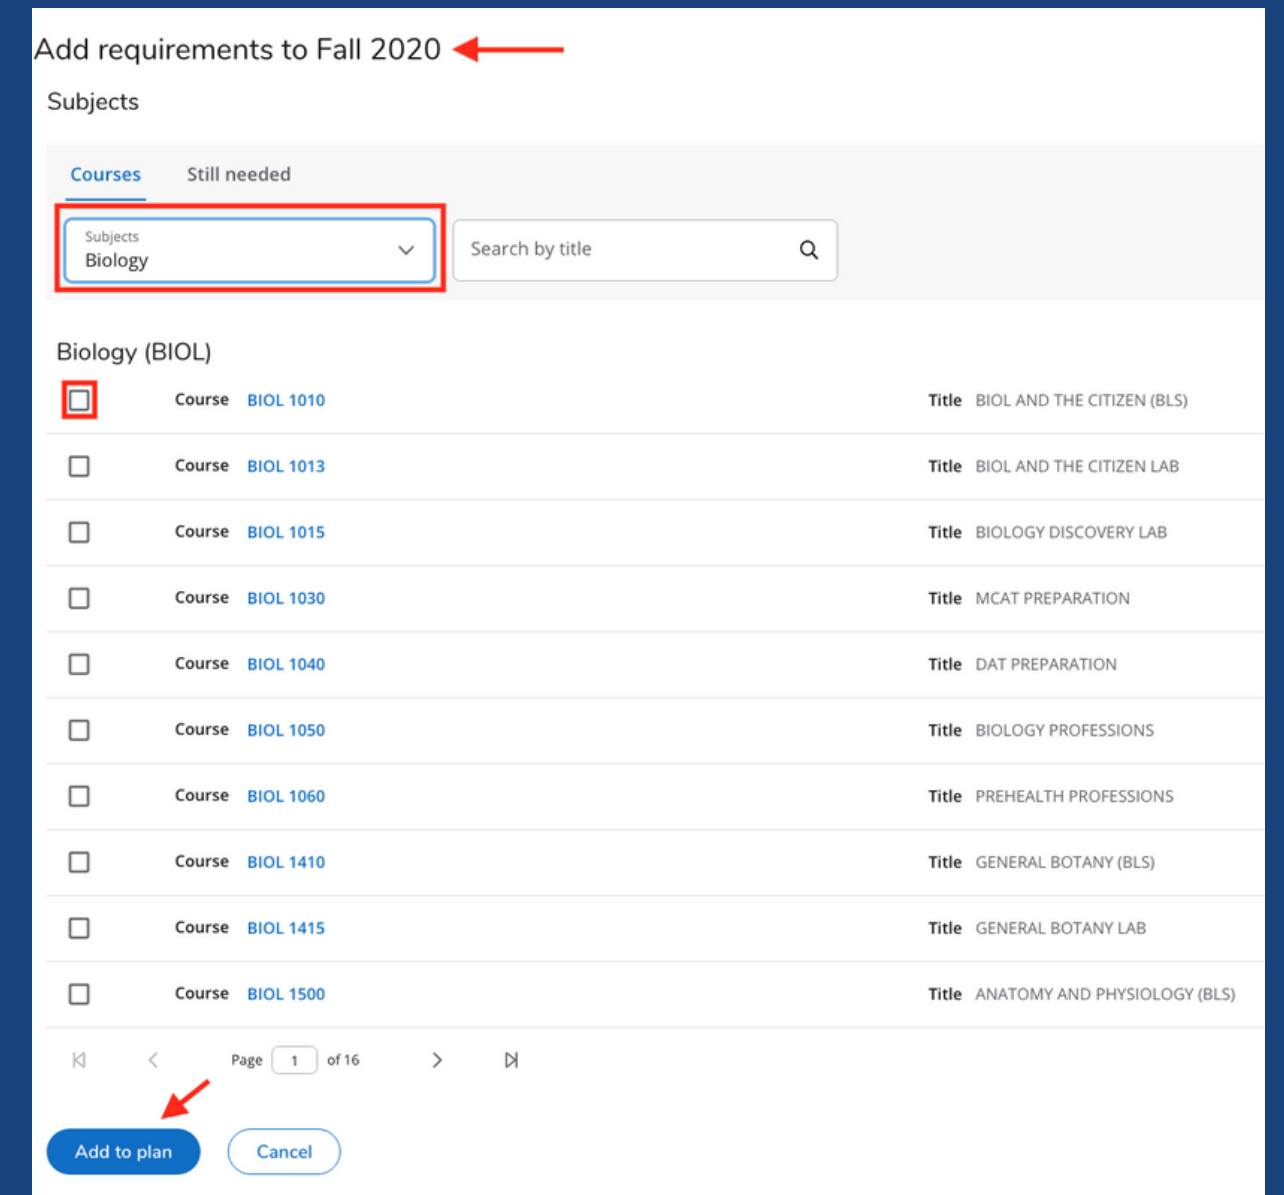 Add requirements to Fall 2020
Subjects
Courses Still needed
Subjects
Biology
Search by title
Biology (BIOL)
Course BIOL 1010 Title BIOL AND THE CITIZEN (BLS)
Course BIOL 1013 Title BIOL AND THE CITIZEN LAB
Course BIOL 1015 Title BIOLOGY DISCOVERY LAB
Course BIOL 1030 Title MCAT PREPARATION
Course BIOL 1040 Title DAT PREPARATION
Course BIOL 1050 Title BIOLOGY PROFESSIONS
Course BIOL 1060 Title PREHEALTH PROFESSIONS
Course BIOL 1410 Title GENERAL BOTANY (BLS)
Course BIOL 1415 Title GENERAL BOTANY LAB
Course BIOL 1500 Title ANATOMY AND PHYSIOLOGY (BLS)
Page 1 of 16
Add to plan Cancel